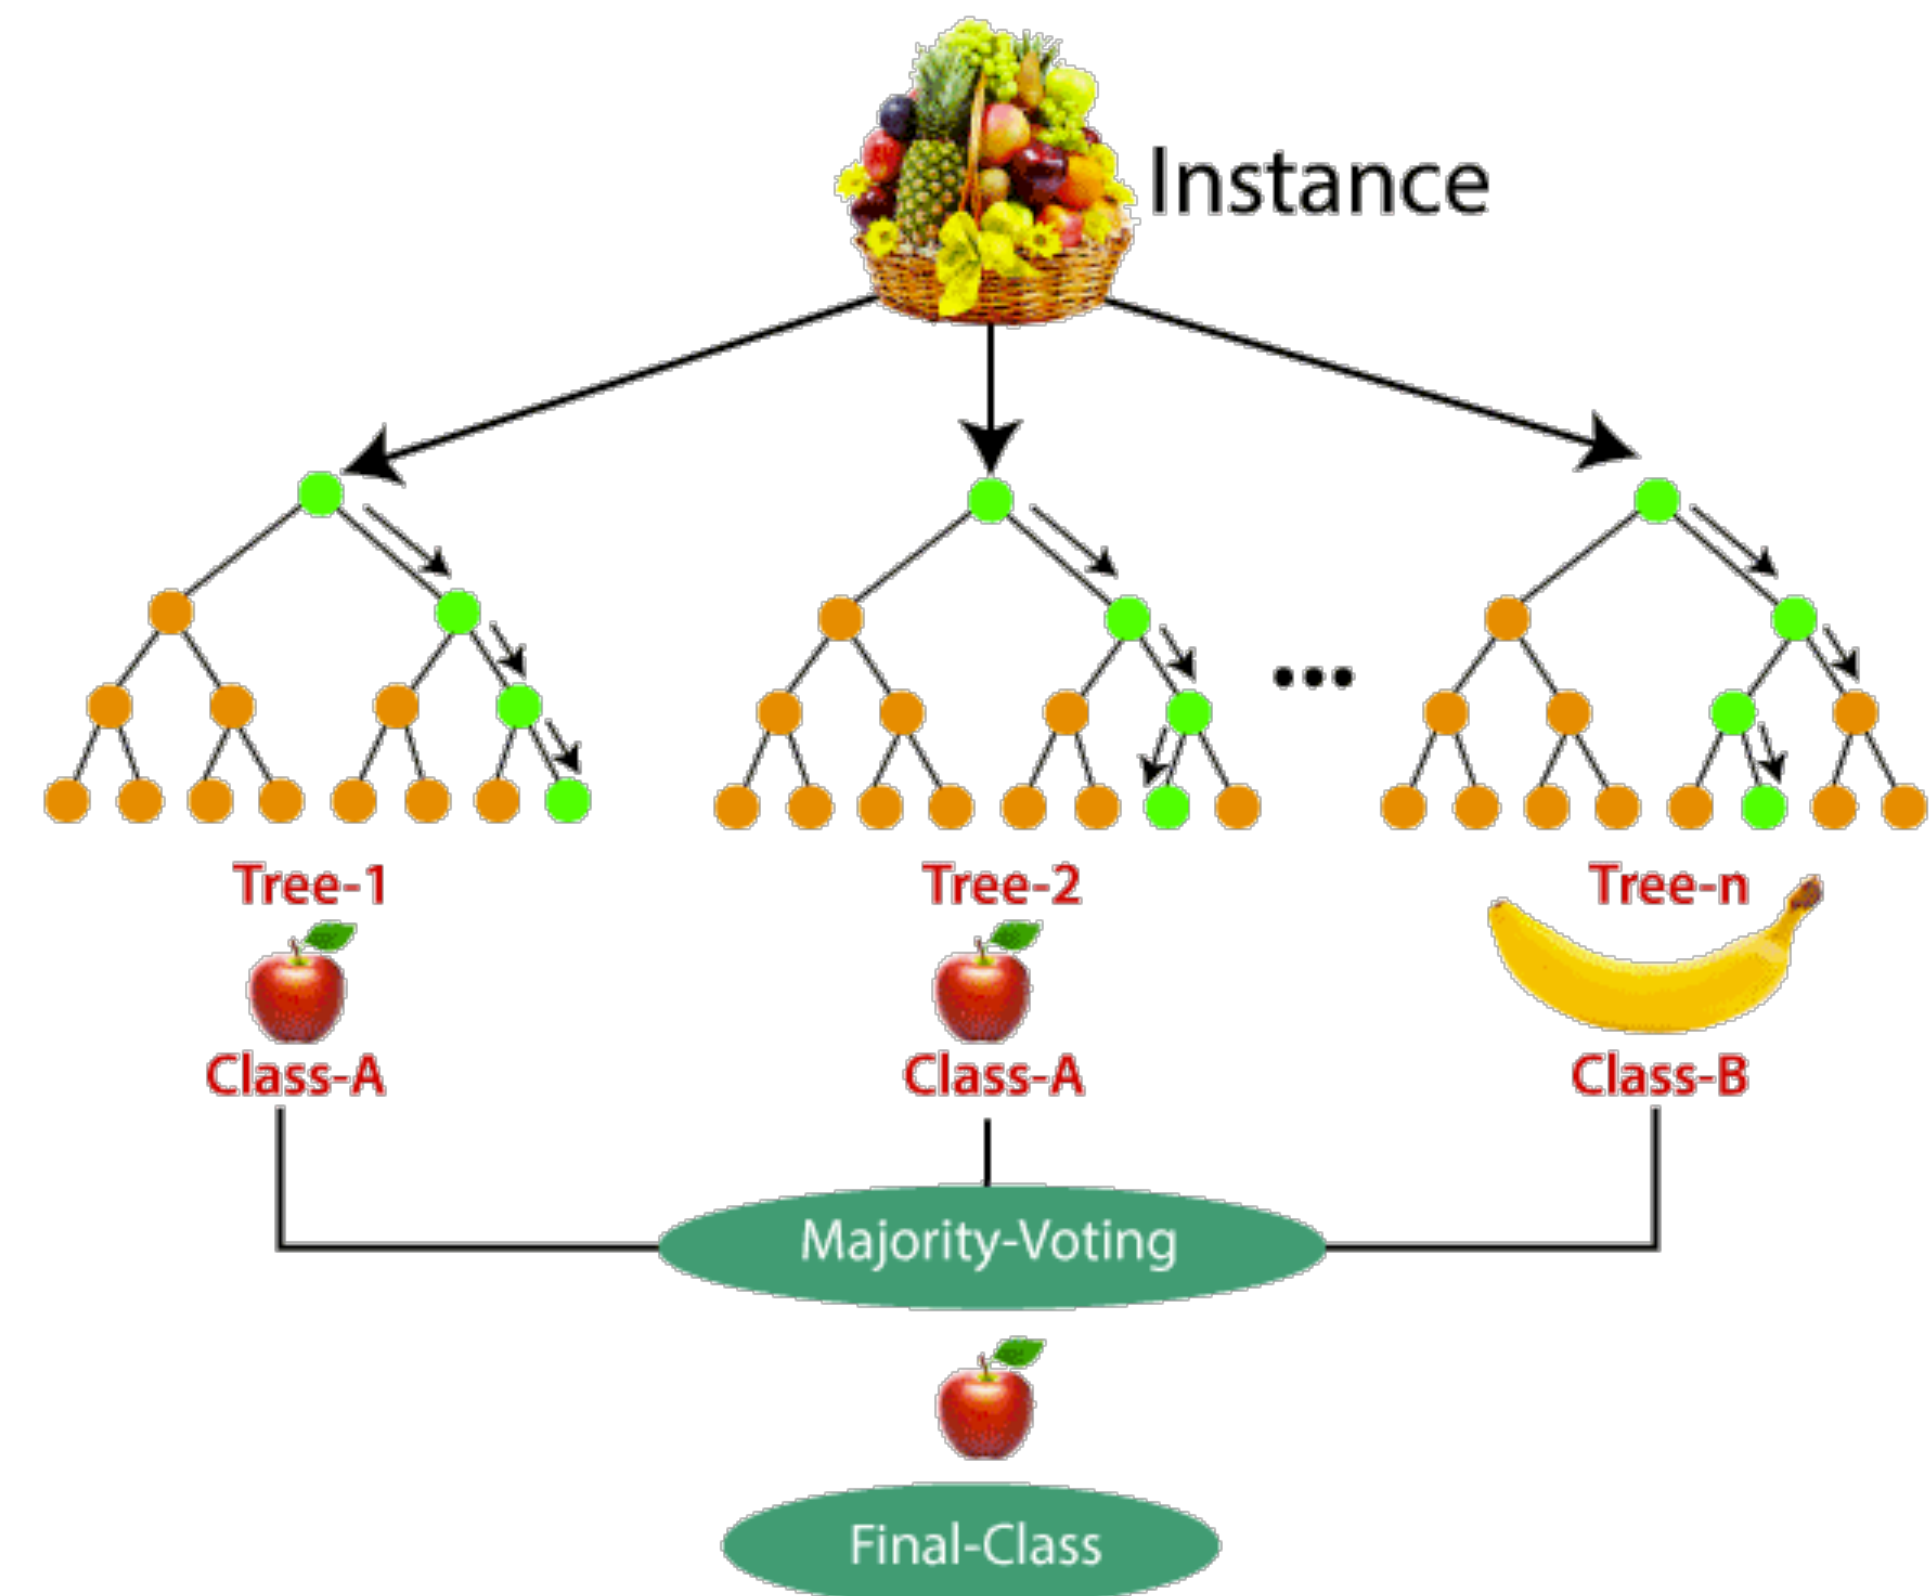 Instance
Tree-1
Tree-2
Tree-n
Class-A
Class-A
Class-B
Majority-Voting
Final-Class